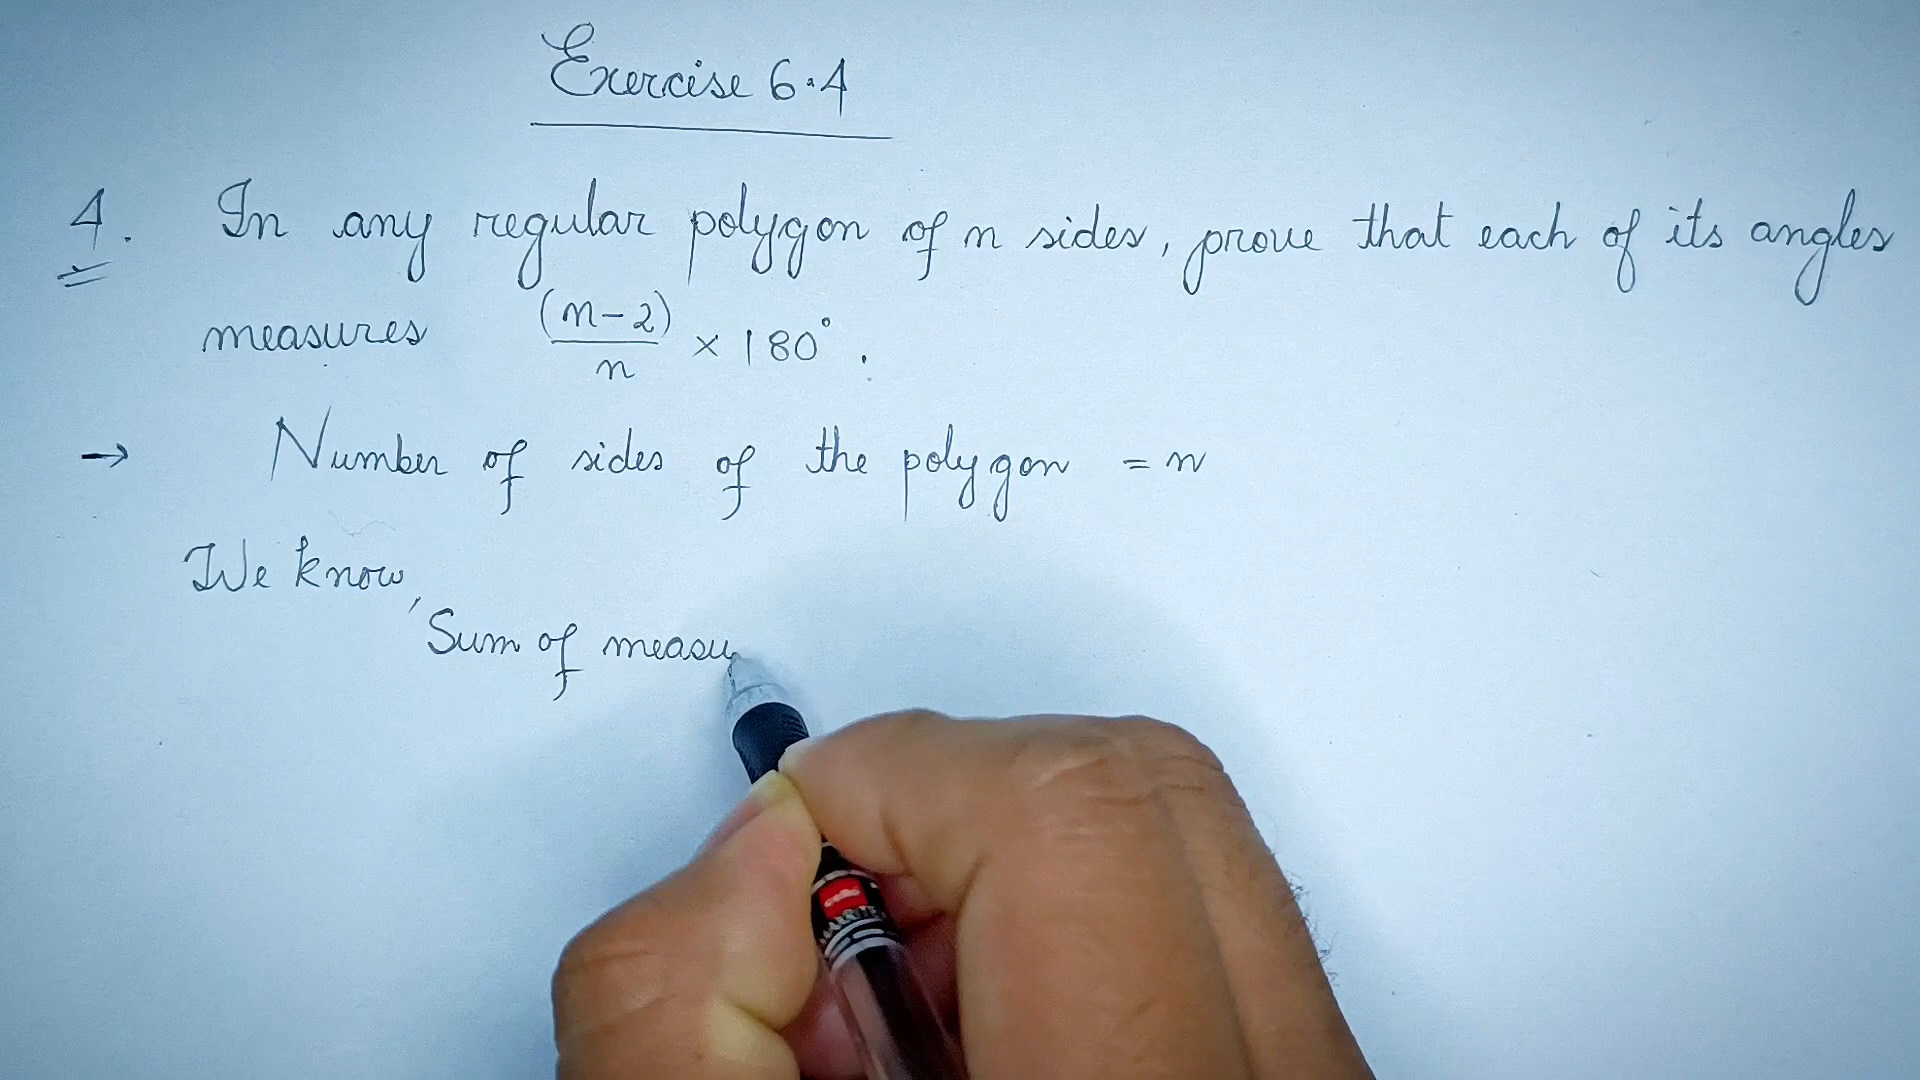 Exercise 6.4
4. In any regular polygon of n sides, prove that each of its angles
measures (n-2)/n × 180°.
→ Number of sides of the polygon = n
We know,
Sum of measu